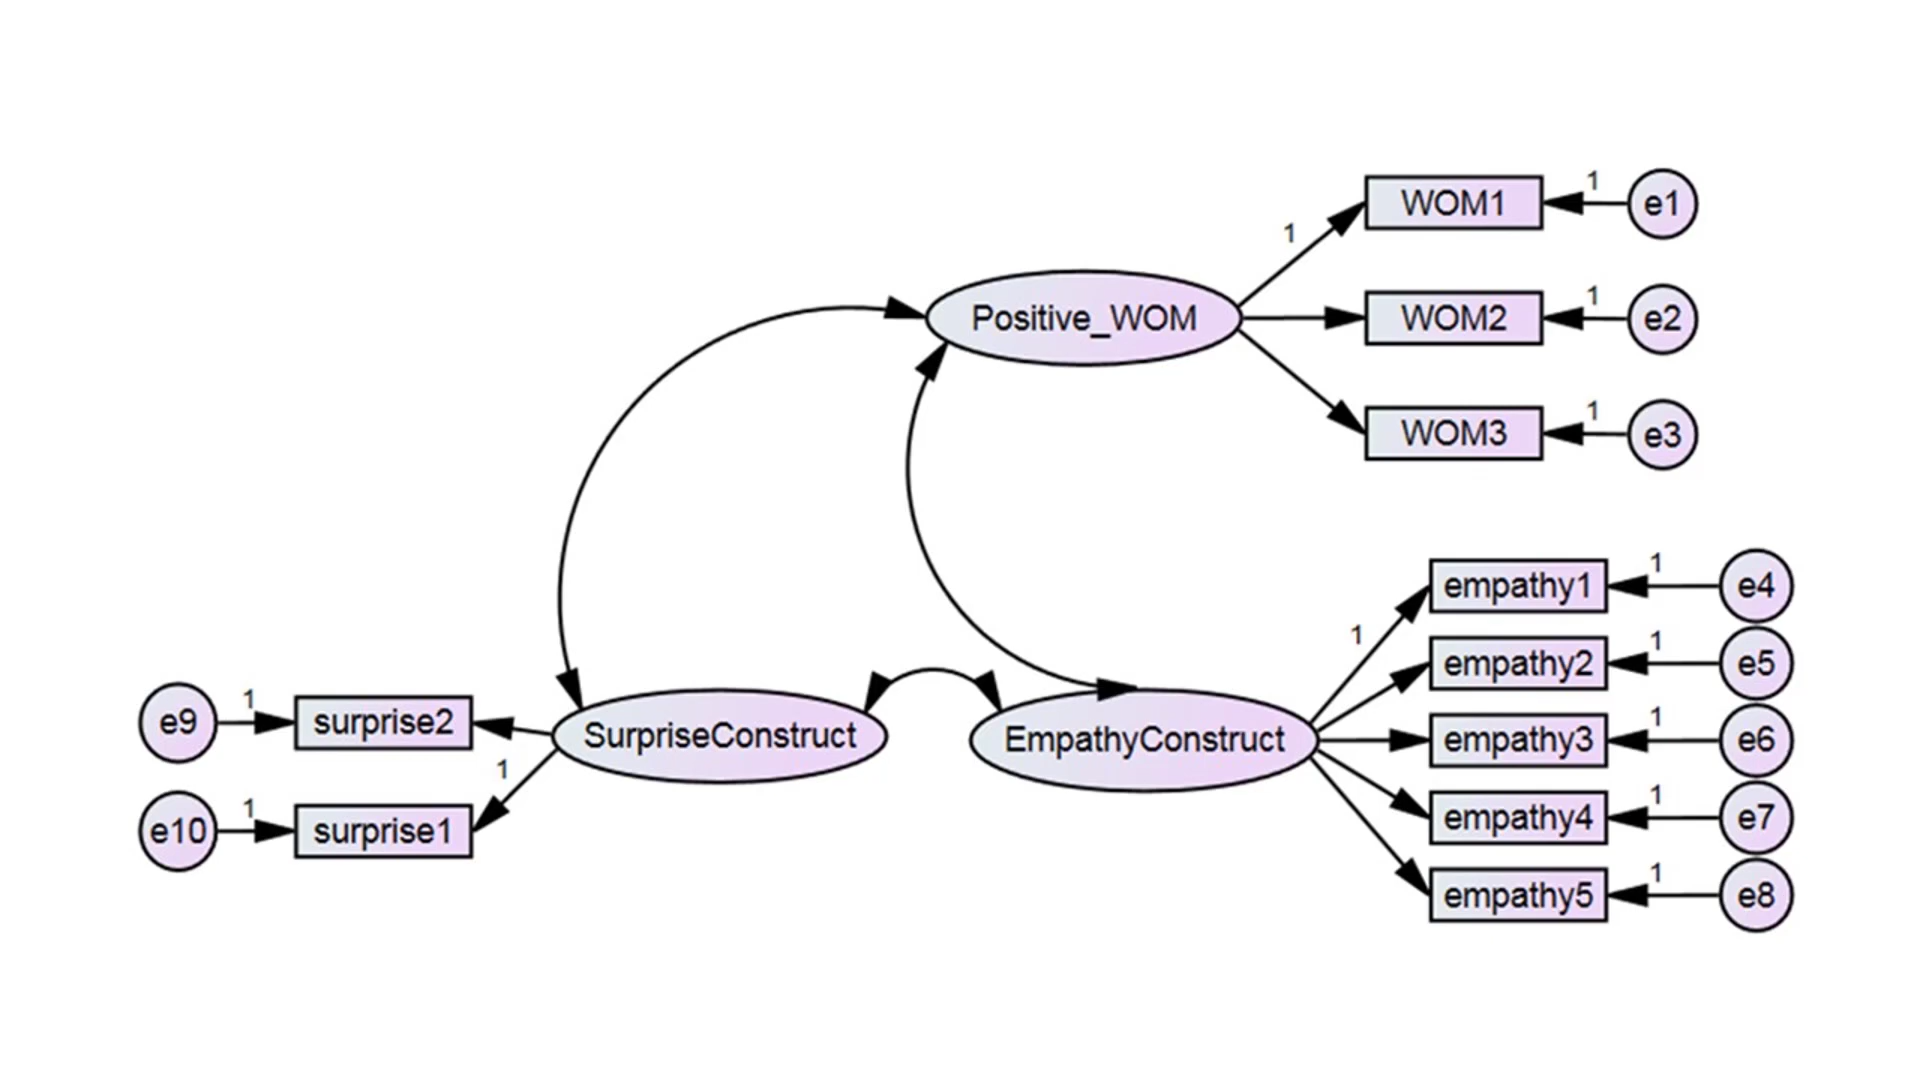 WOM1
1
e1
1
Positive_WOM
WOM2
1
e2
WOM3
1
e3
empathy1
1
e4
1
empathy2
1
e5
e9
1
surprise2
SurpriseConstruct
EmpathyConstruct
empathy3
1
e6
1
e10
1
surprise1
empathy4
1
e7
empathy5
1
e8